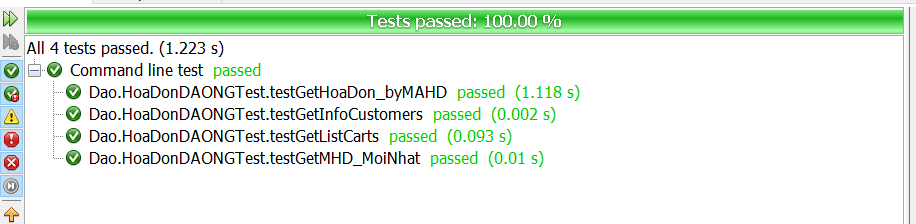 Tests passed: 100.00 %
All 4 tests passed. (1.223 s)
Command line test passed
Dao.HoaDonDAONGTest.testGetHoaDon_byMAHD passed (1.118 s)
Dao.HoaDonDAONGTest.testGetInfoCustomers passed (0.002 s)
Dao.HoaDonDAONGTest.testGetListCarts passed (0.093 s)
Dao.HoaDonDAONGTest.testGetMHD_MoiNhat passed (0.01 s)